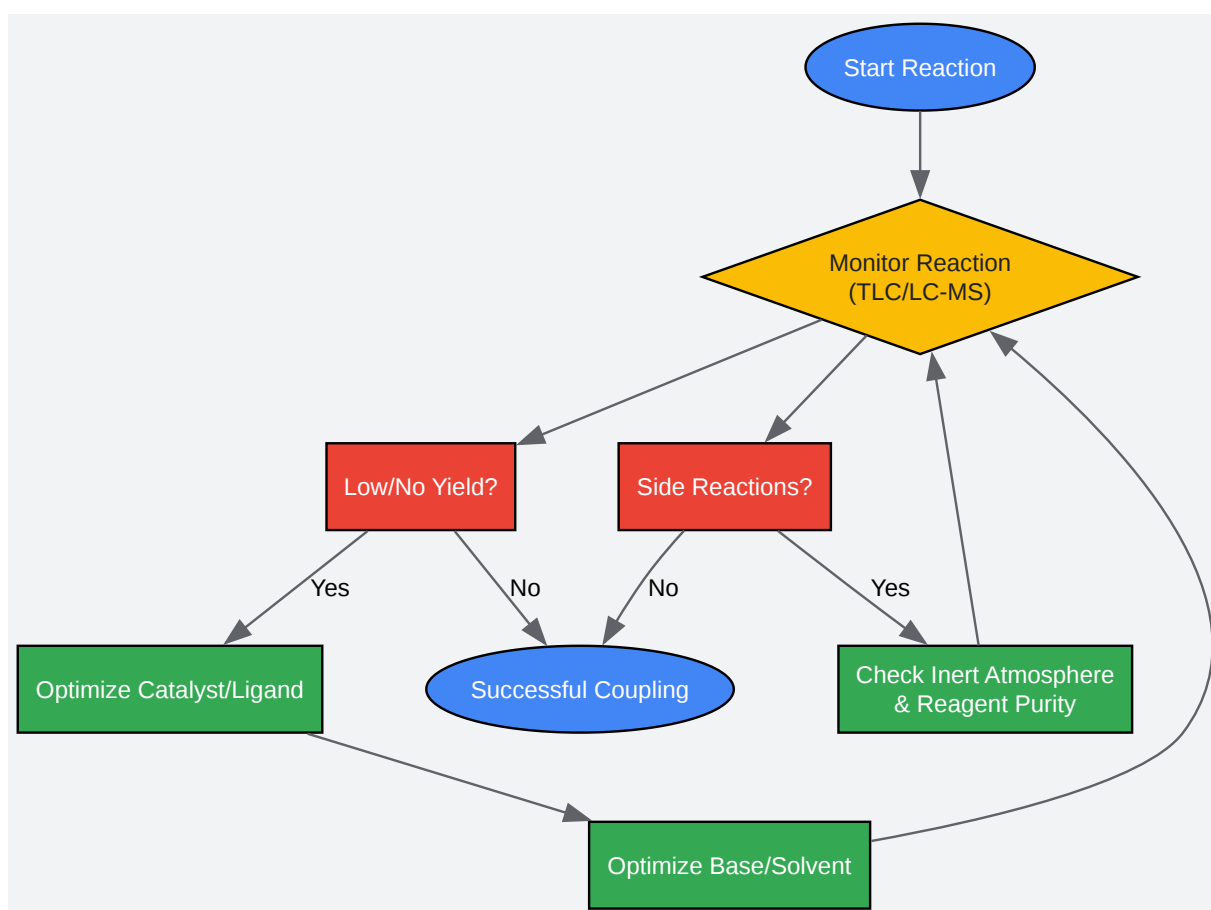 Start Reaction
Monitor Reaction
(TLC/LC-MS)
Low/No Yield?
Side Reactions?
Yes
No
No
Yes
Optimize Catalyst/Ligand
Successful Coupling
Check Inert Atmosphere
& Reagent Purity
Optimize Base/Solvent